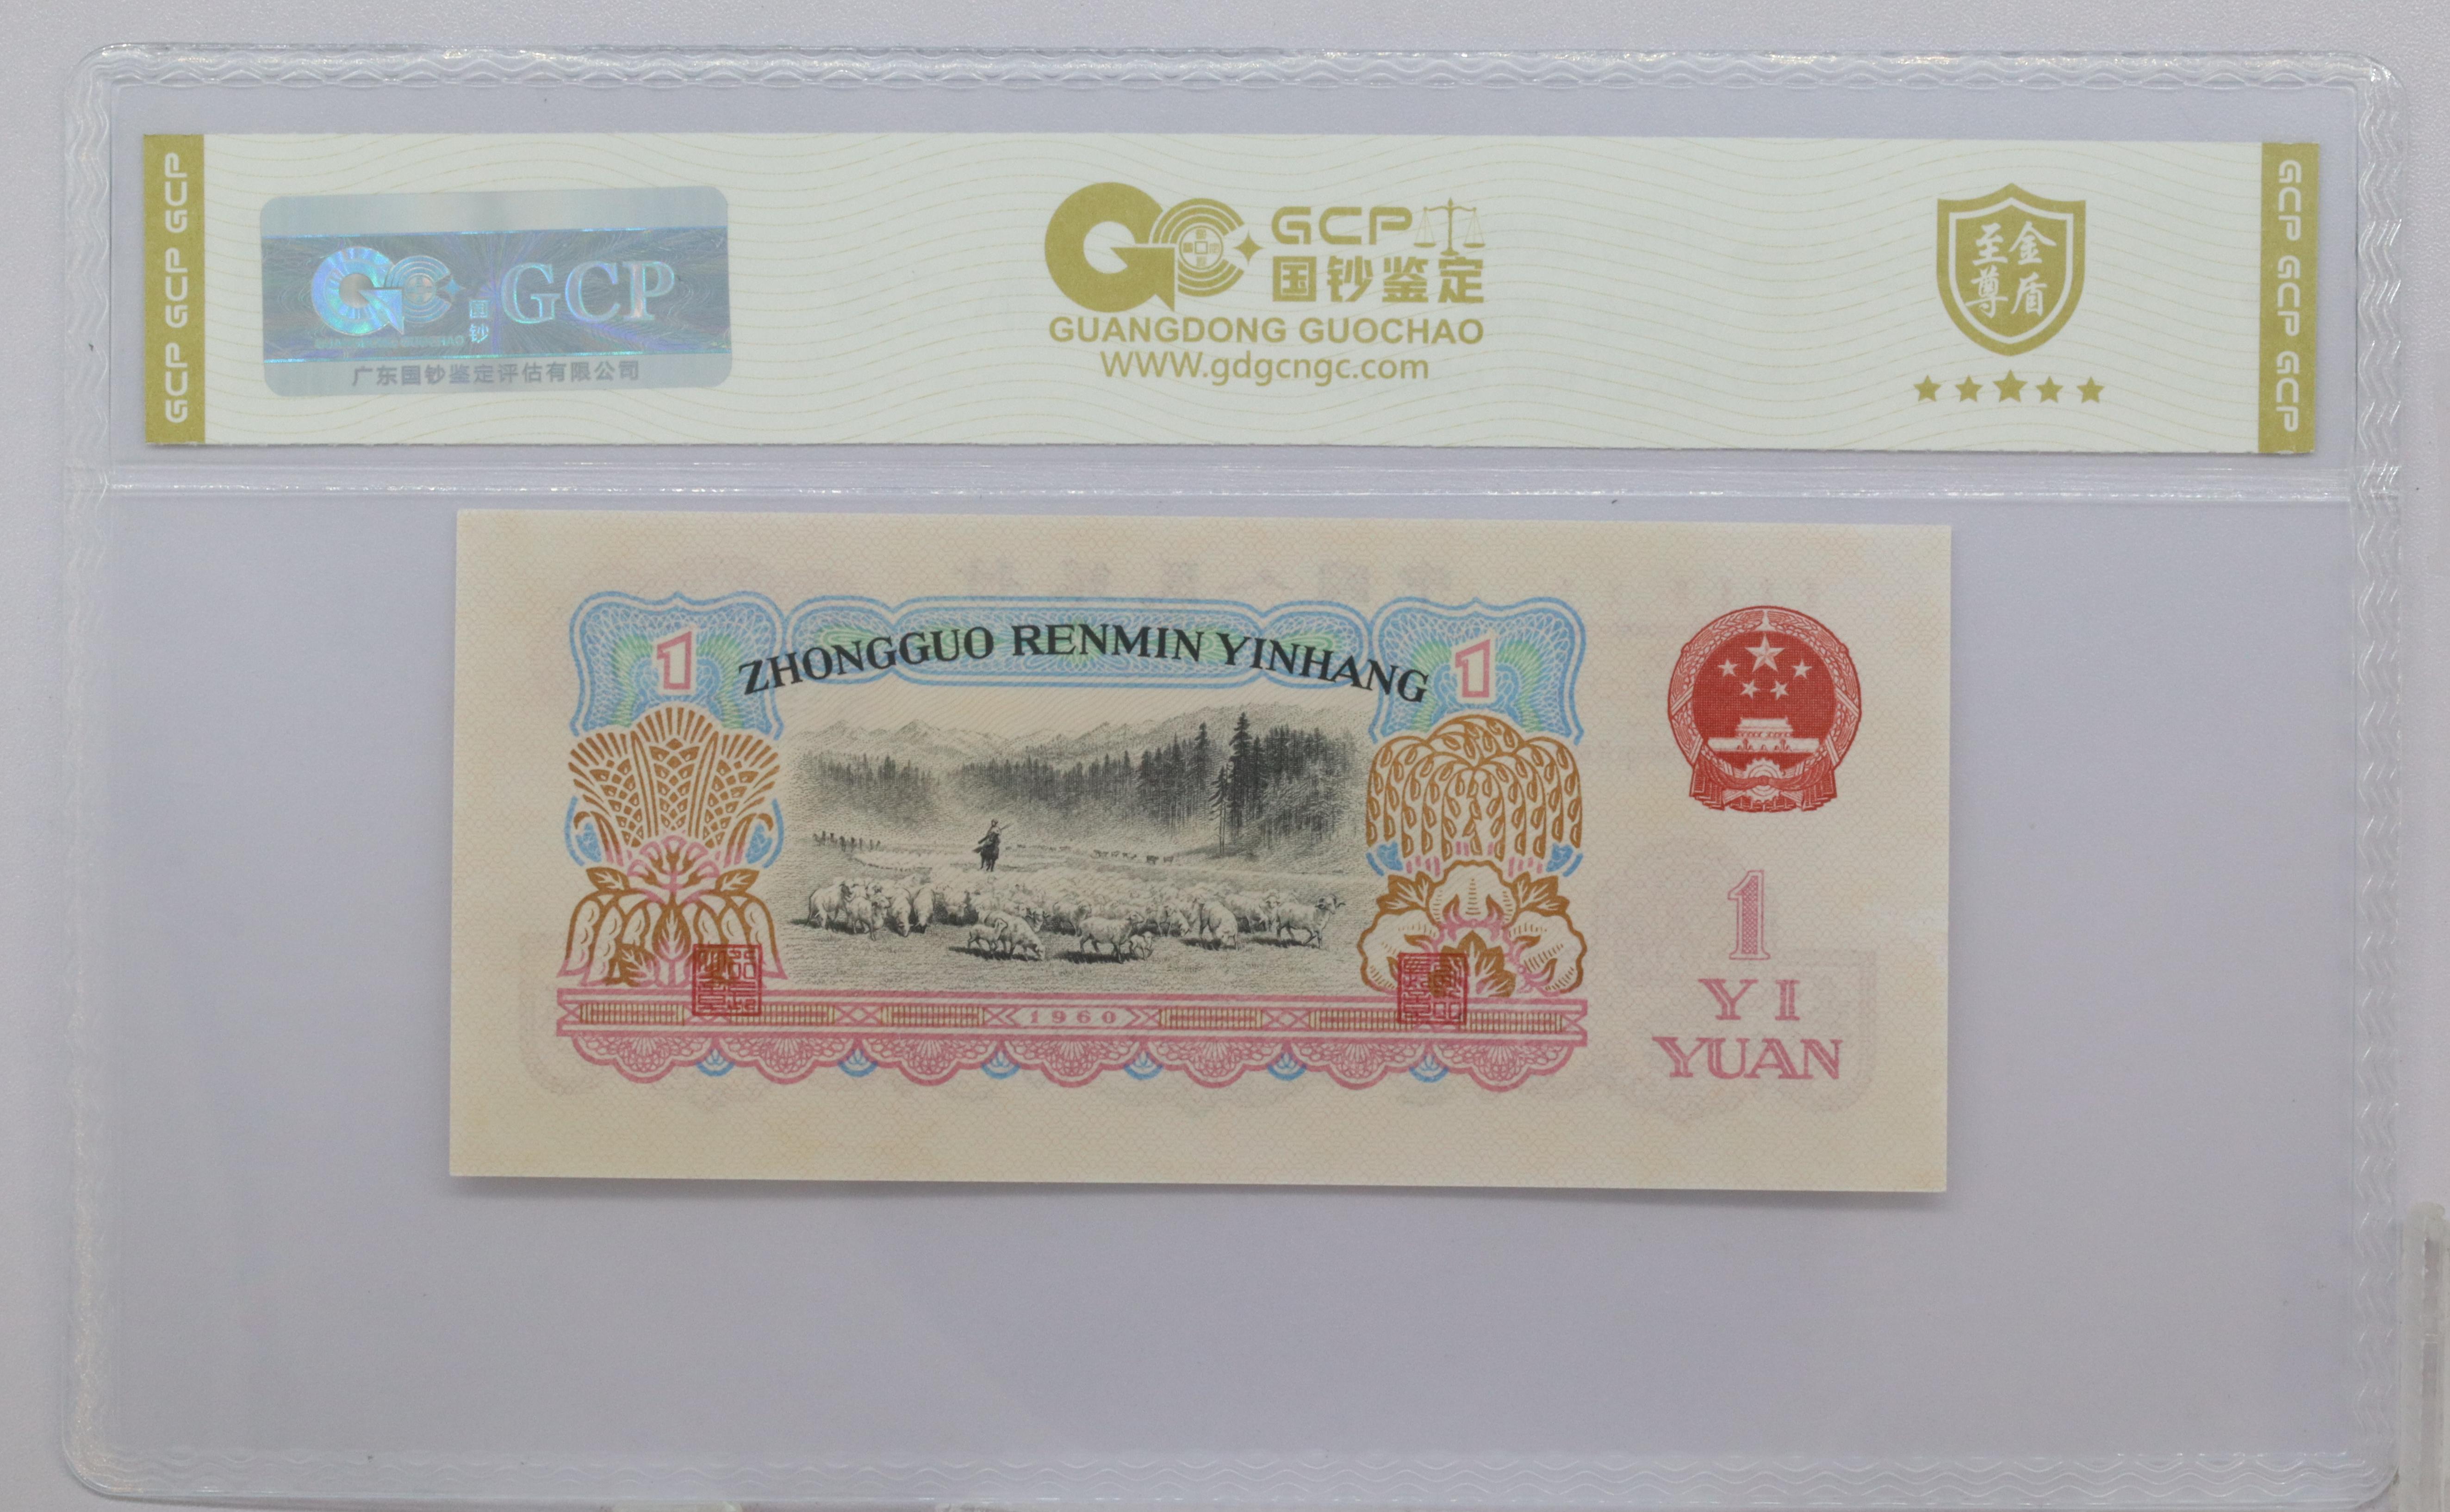 GCP GCP GCP
GCP
国钞
广东国钞鉴定评估有限公司
GCP
国钞鉴定
GUANGDONG GUOCHAO
WWW.gdgcngc.com
至尊金盾
GCP GCP GCP
ZHONGGUO RENMIN YINHANG
1
1
1960
1
YI
YUAN